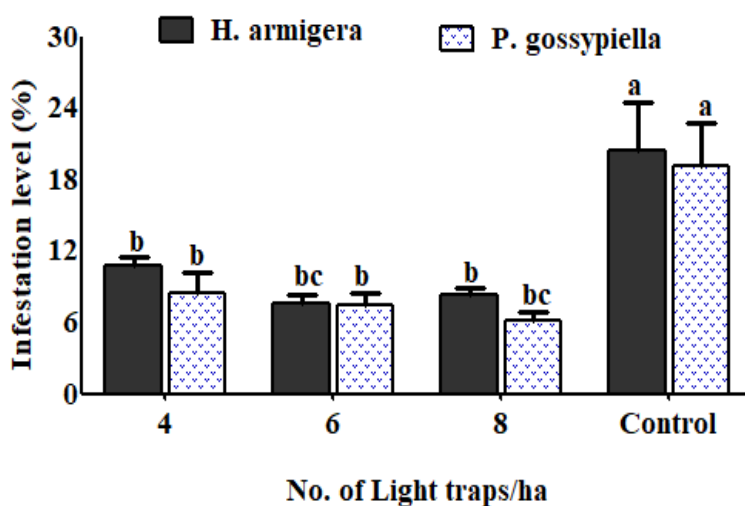 H. armigera
P. gossypiella
Infestation level (%)
30
24
18
12
6
0
b
b
bc
b
b
bc
a
a
4
6
8
Control
No. of Light traps/ha